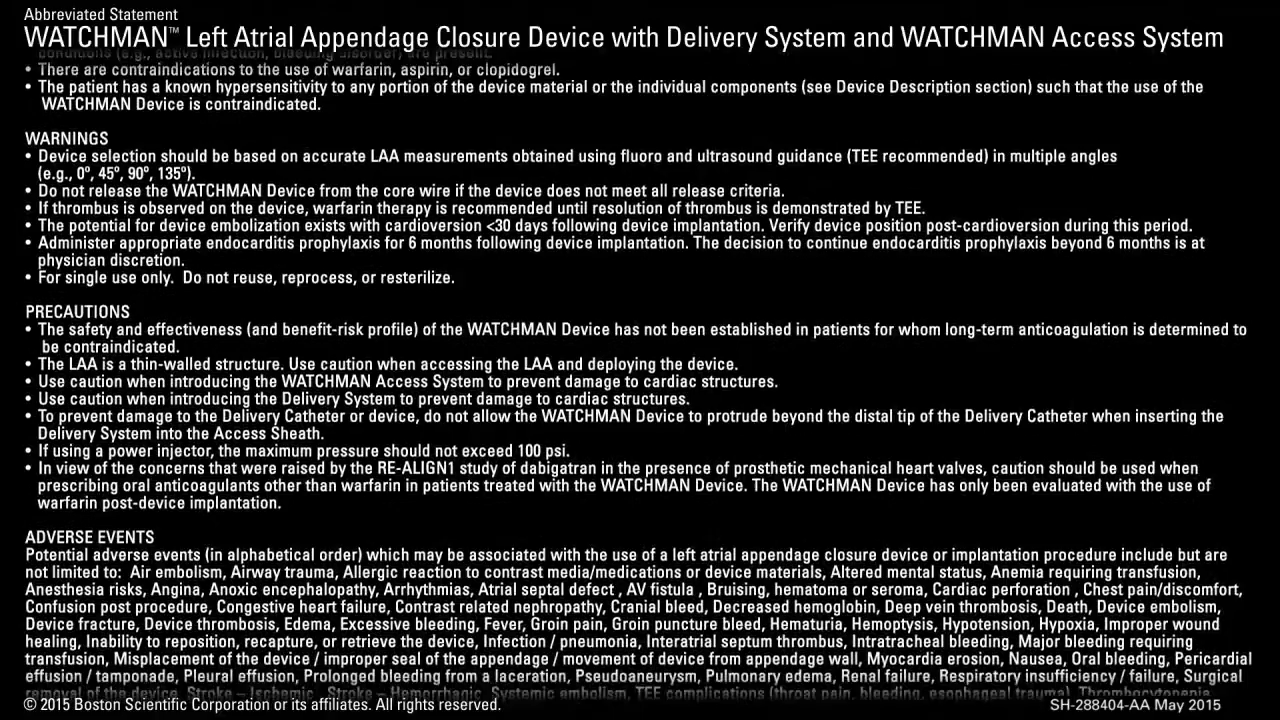 Abbreviated Statement
WATCHMAN™ Left Atrial Appendage Closure Device with Delivery System and WATCHMAN Access System
conditions (e.g., active infection, bleeding disorder) are present.
• There are contraindications to the use of warfarin, aspirin, or clopidogrel.
• The patient has a known hypersensitivity to any portion of the device material or the individual components (see Device Description section) such that the use of the
WATCHMAN Device is contraindicated.
WARNINGS
• Device selection should be based on accurate LAA measurements obtained using fluoro and ultrasound guidance (TEE recommended) in multiple angles
(e.g., 0º, 45º, 90º, 135º).
• Do not release the WATCHMAN Device from the core wire if the device does not meet all release criteria.
• If thrombus is observed on the device, warfarin therapy is recommended until resolution of thrombus is demonstrated by TEE.
• The potential for device embolization exists with cardioversion <30 days following device implantation. Verify device position post-cardioversion during this period.
• Administer appropriate endocarditis prophylaxis for 6 months following device implantation. The decision to continue endocarditis prophylaxis beyond 6 months is at
physician discretion.
• For single use only. Do not reuse, reprocess, or resterilize.
PRECAUTIONS
• The safety and effectiveness (and benefit-risk profile) of the WATCHMAN Device has not been established in patients for whom long-term anticoagulation is determined to
be contraindicated.
• The LAA is a thin-walled structure. Use caution when accessing the LAA and deploying the device.
• Use caution when introducing the WATCHMAN Access System to prevent damage to cardiac structures.
• Use caution when introducing the Delivery System to prevent damage to cardiac structures.
• To prevent damage to the Delivery Catheter or device, do not allow the WATCHMAN Device to protrude beyond the distal tip of the Delivery Catheter when inserting the
Delivery System into the Access Sheath.
• If using a power injector, the maximum pressure should not exceed 100 psi.
• In view of the concerns that were raised by the RE-ALIGN1 study of dabigatran in the presence of prosthetic mechanical heart valves, caution should be used when
prescribing oral anticoagulants other than warfarin in patients treated with the WATCHMAN Device. The WATCHMAN Device has only been evaluated with the use of
warfarin post-device implantation.
ADVERSE EVENTS
Potential adverse events (in alphabetical order) which may be associated with the use of a left atrial appendage closure device or implantation procedure include but are
not limited to: Air embolism, Airway trauma, Allergic reaction to contrast media/medications or device materials, Altered mental status, Anemia requiring transfusion,
Anesthesia risks, Angina, Anoxic encephalopathy, Arrhythmias, Atrial septal defect , AV fistula , Bruising, hematoma or seroma, Cardiac perforation , Chest pain/discomfort,
Confusion post procedure, Congestive heart failure, Contrast related nephropathy, Cranial bleed, Decreased hemoglobin, Deep vein thrombosis, Death, Device embolism,
Device fracture, Device thrombosis, Edema, Excessive bleeding, Fever, Groin pain, Groin puncture bleed, Hematuria, Hemoptysis, Hypotension, Hypoxia, Improper wound
healing, Inability to reposition, recapture, or retrieve the device, Infection / pneumonia, Interatrial septum thrombus, Intratracheal bleeding, Major bleeding requiring
transfusion, Misplacement of the device / improper seal of the appendage / movement of device from appendage wall, Myocardia erosion, Nausea, Oral bleeding, Pericardial
effusion / tamponade, Pleural effusion, Prolonged bleeding from a laceration, Pseudoaneurysm, Pulmonary edema, Renal failure, Respiratory insufficiency / failure, Surgical
removal of the device, Stroke – Ischemic , Stroke – Hemorrhagic, Systemic embolism, TEE complications (throat pain, bleeding, esophageal trauma), Thrombocytopenia,
© 2015 Boston Scientific Corporation or its affiliates. All rights reserved.
SH-288404-AA May 2015